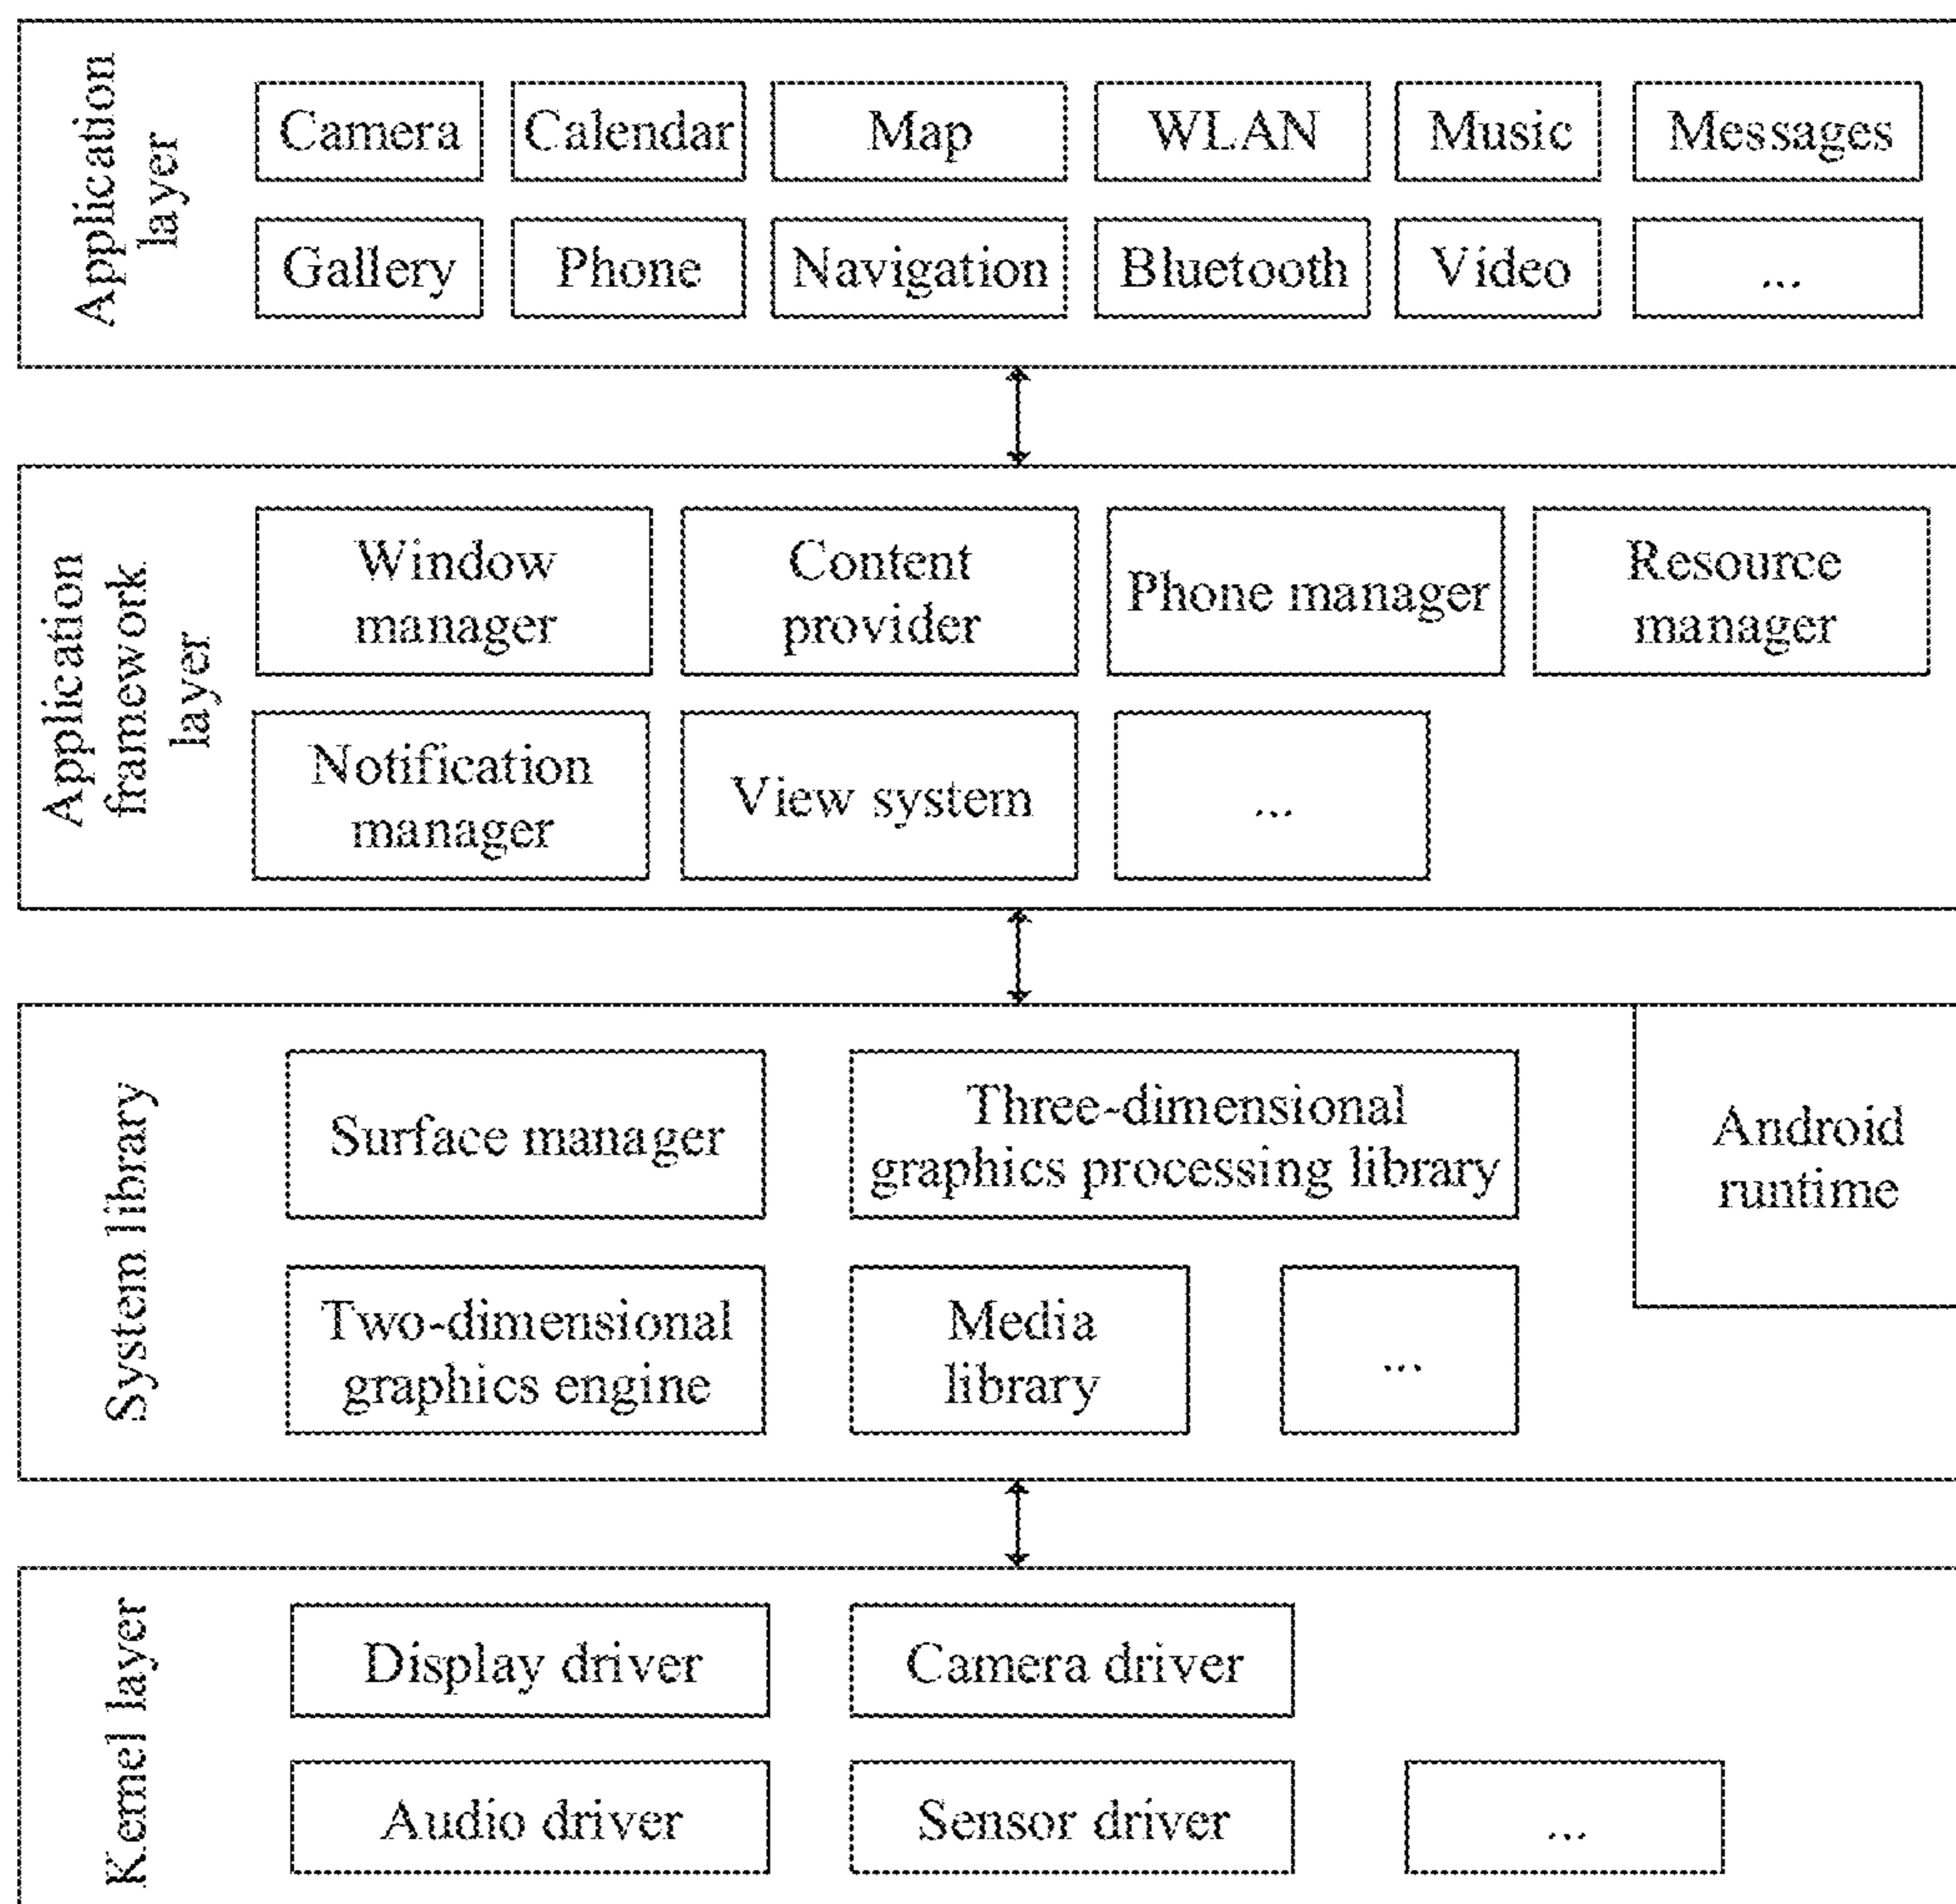 Application
layer
Camera
Calendar
Map
WLAN
Music
Messages
Gallery
Phone
Navigation
Bluetooth
Video
...
Application
framework
layer
Window
manager
Content
provider
Phone manager
Resource
manager
Notification
manager
View system
...
System library
Surface manager
Three-dimensional
graphics processing library
Android
runtime
Two-dimensional
graphics engine
Media
library
...
Kernel layer
Display driver
Camera driver
Audio driver
Sensor driver
...